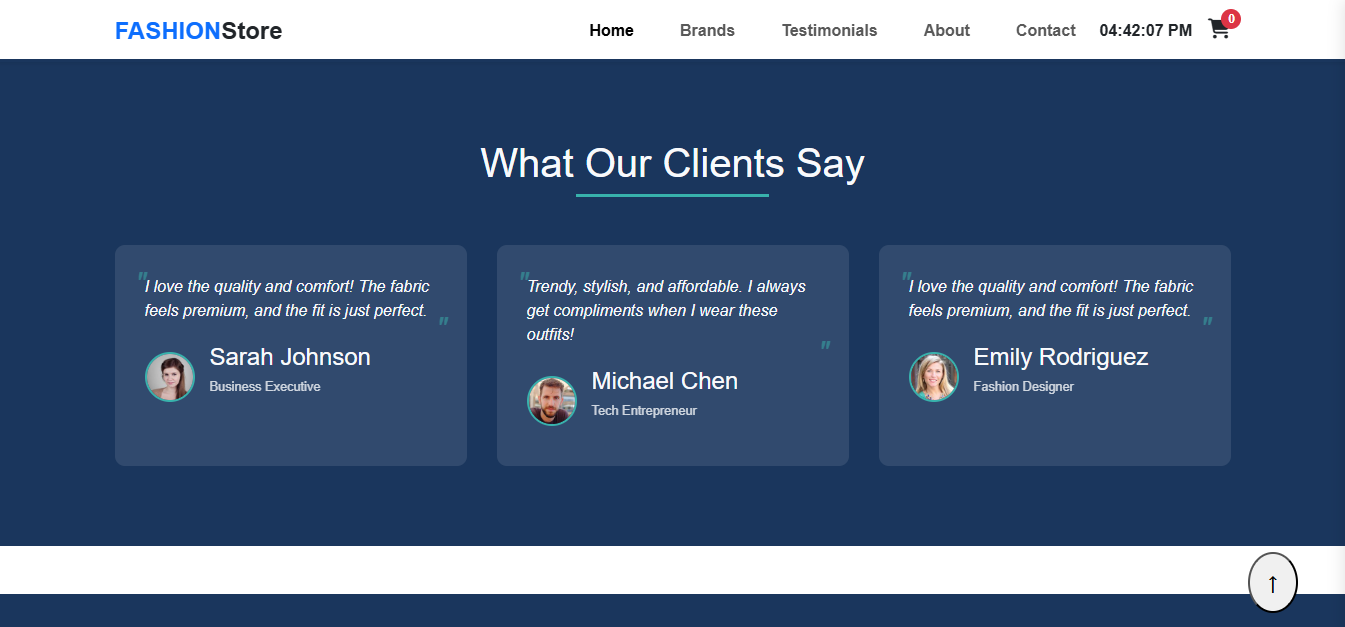 FASHIONStore Home Brands Testimonials About Contact 04:42:07 PM 0
What Our Clients Say
"I love the quality and comfort! The fabric
feels premium, and the fit is just perfect. "
Sarah Johnson
Business Executive
"Trendy, stylish, and affordable. I always
get compliments when I wear these
outfits! "
Michael Chen
Tech Entrepreneur
"I love the quality and comfort! The fabric
feels premium, and the fit is just perfect. "
Emily Rodriguez
Fashion Designer
↑